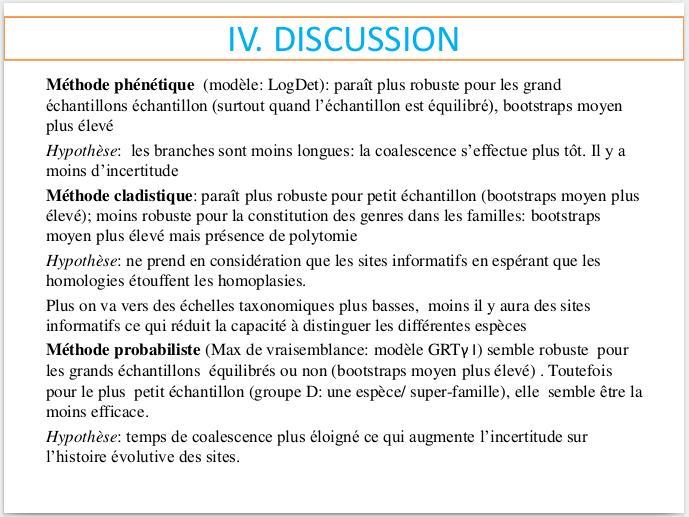 IV. DISCUSSION
Méthode phénétique (modèle: LogDet): paraît plus robuste pour les grand
échantillons échantillon (surtout quand l’échantillon est équilibré), bootstraps moyen
plus élevé
Hypothèse: les branches sont moins longues: la coalescence s’effectue plus tôt. Il y a
moins d’incertitude
Méthode cladistique: paraît plus robuste pour petit échantillon (bootstraps moyen plus
élevé); moins robuste pour la constitution des genres dans les familles: bootstraps
moyen plus élevé mais présence de polytomie
Hypothèse: ne prend en considération que les sites informatifs en espérant que les
homologies étouffent les homoplasies.
Plus on va vers des échelles taxonomiques plus basses, moins il y aura des sites
informatifs ce qui réduit la capacité à distinguer les différentes espèces
Méthode probabiliste (Max de vraisemblance: modèle GRTγ I) semble robuste pour
les grands échantillons équilibrés ou non (bootstraps moyen plus élevé) . Toutefois
pour le plus petit échantillon (groupe D: une espèce/ super-famille), elle semble être la
moins efficace.
Hypothèse: temps de coalescence plus éloigné ce qui augmente l’incertitude sur
l’histoire évolutive des sites.